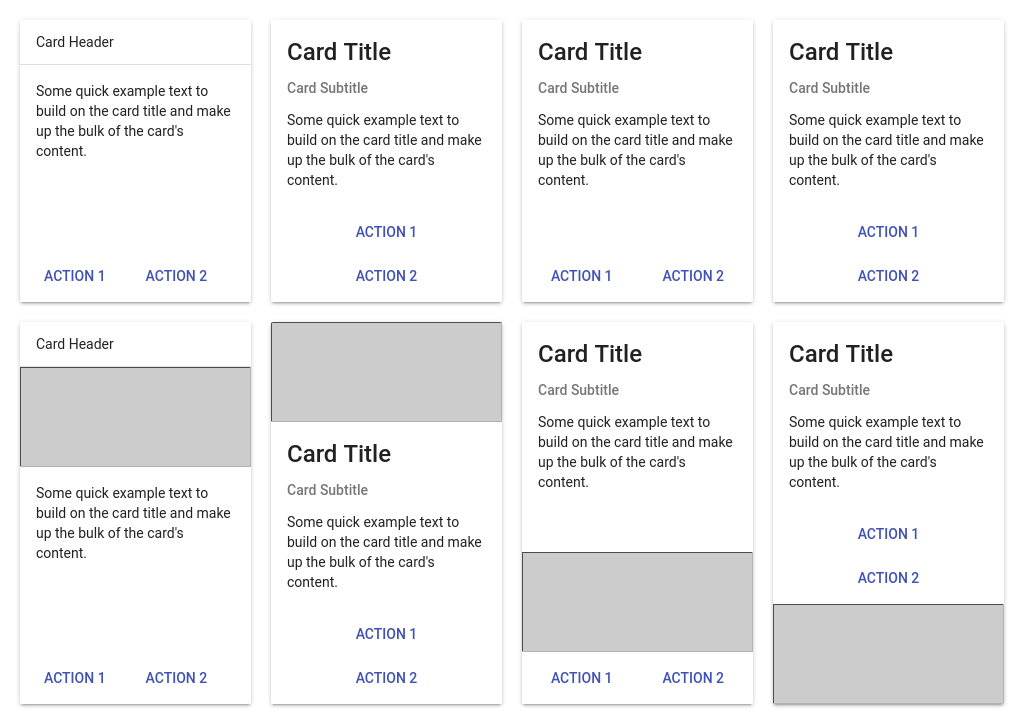 Card Header
Some quick example text to
build on the card title and make
up the bulk of the card's
content.
ACTION 1
ACTION 2
Card Title
Card Subtitle
Some quick example text to
build on the card title and make
up the bulk of the card's
content.
ACTION 1
ACTION 2
Card Title
Card Subtitle
Some quick example text to
build on the card title and make
up the bulk of the card's
content.
ACTION 1
ACTION 2
Card Title
Card Subtitle
Some quick example text to
build on the card title and make
up the bulk of the card's
content.
ACTION 1
ACTION 2
Card Header
Some quick example text to
build on the card title and make
up the bulk of the card's
content.
ACTION 1
ACTION 2
Card Title
Card Subtitle
Some quick example text to
build on the card title and make
up the bulk of the card's
content.
ACTION 1
ACTION 2
Card Title
Card Subtitle
Some quick example text to
build on the card title and make
up the bulk of the card's
content.
ACTION 1
ACTION 2
Card Title
Card Subtitle
Some quick example text to
build on the card title and make
up the bulk of the card's
content.
ACTION 1
ACTION 2